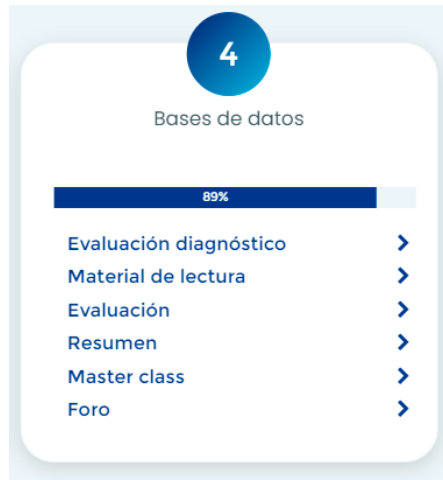 4
Bases de datos
89%
Evaluación diagnóstico
Material de lectura
Evaluación
Resumen
Master class
Foro